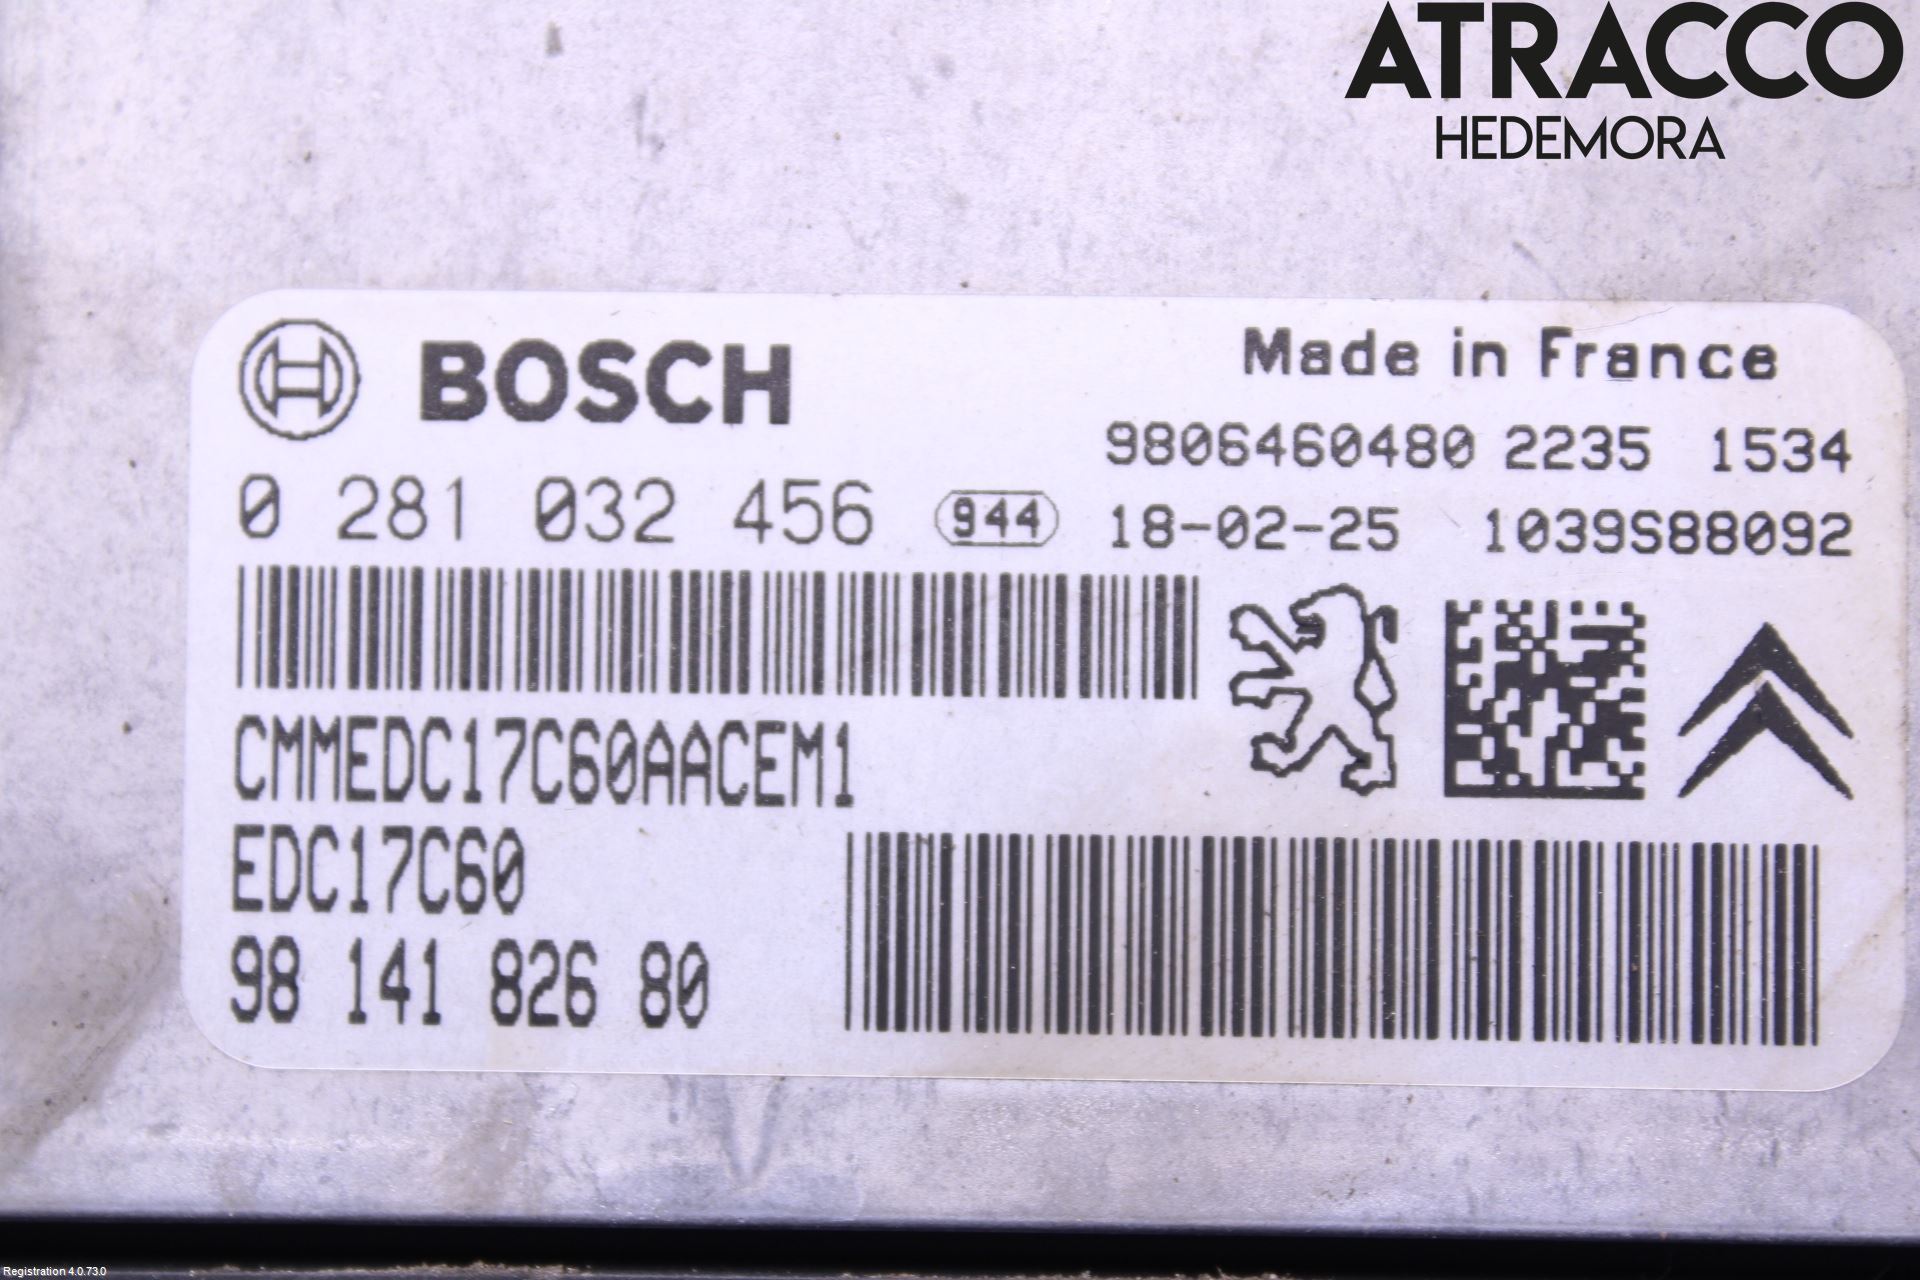 ATRACCO
HEDEMORA
BOSCH
Made in France
9806460480 2235 1534
0 281 032 456 944 18-02-25 1039S88092
CMMEDC17C60AACEM1
EDC17C60
98 141 826 80
Registration 4.0.73.0